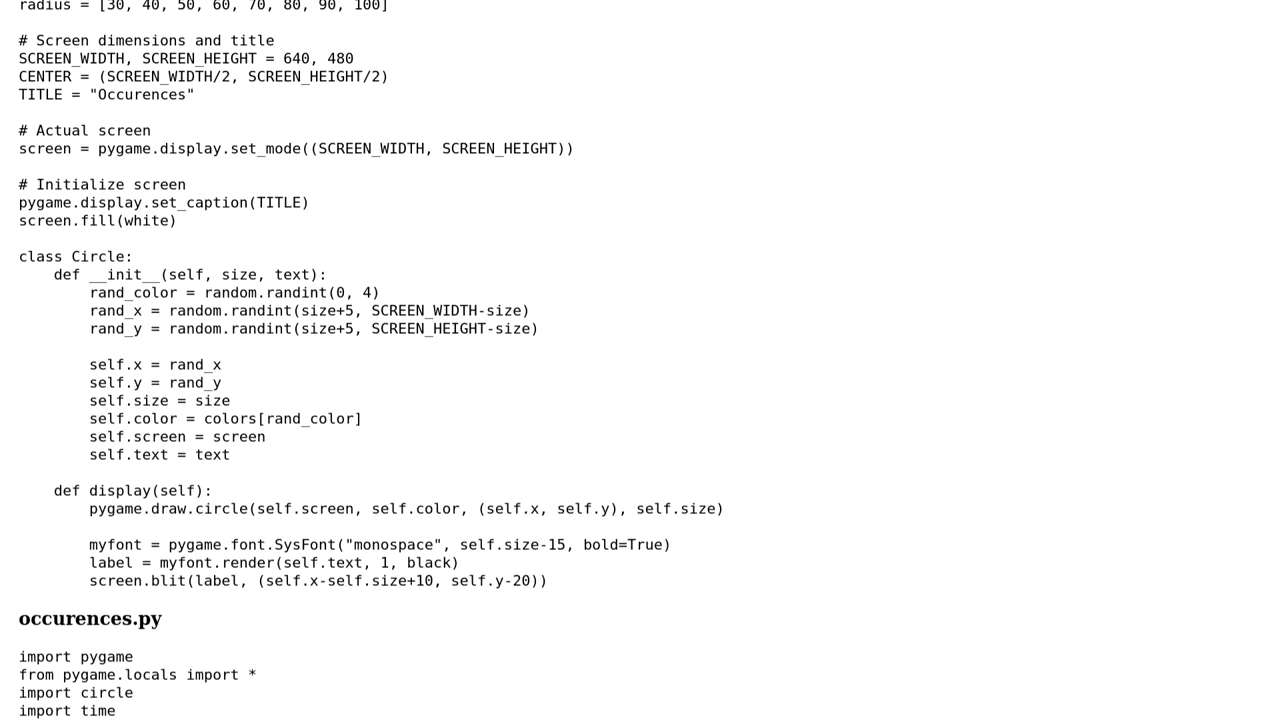 radius = [30, 40, 50, 60, 70, 80, 90, 100]
# Screen dimensions and title
SCREEN_WIDTH, SCREEN_HEIGHT = 640, 480
CENTER = (SCREEN_WIDTH/2, SCREEN_HEIGHT/2)
TITLE = "Occurences"
# Actual screen
screen = pygame.display.set_mode((SCREEN_WIDTH, SCREEN_HEIGHT))
# Initialize screen
pygame.display.set_caption(TITLE)
screen.fill(white)
class Circle:
    def __init__(self, size, text):
        rand_color = random.randint(0, 4)
        rand_x = random.randint(size+5, SCREEN_WIDTH-size)
        rand_y = random.randint(size+5, SCREEN_HEIGHT-size)
        self.x = rand_x
        self.y = rand_y
        self.size = size
        self.color = colors[rand_color]
        self.screen = screen
        self.text = text
    def display(self):
        pygame.draw.circle(self.screen, self.color, (self.x, self.y), self.size)
        myfont = pygame.font.SysFont("monospace", self.size-15, bold=True)
        label = myfont.render(self.text, 1, black)
        screen.blit(label, (self.x-self.size+10, self.y-20))
occurences.py
import pygame
from pygame.locals import *
import circle
import time